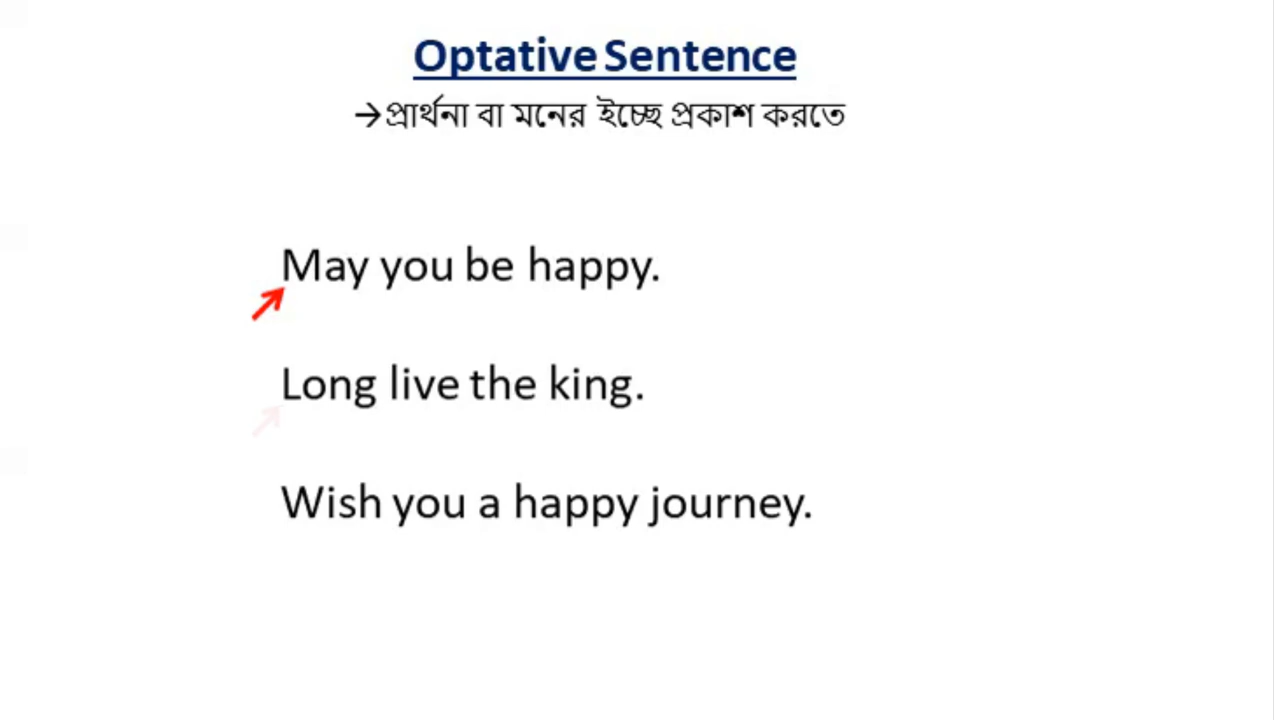 Optative Sentence
→প্রার্থনা বা মনের ইচ্ছে প্রকাশ করতে
May you be happy.
Long live the king.
Wish you a happy journey.